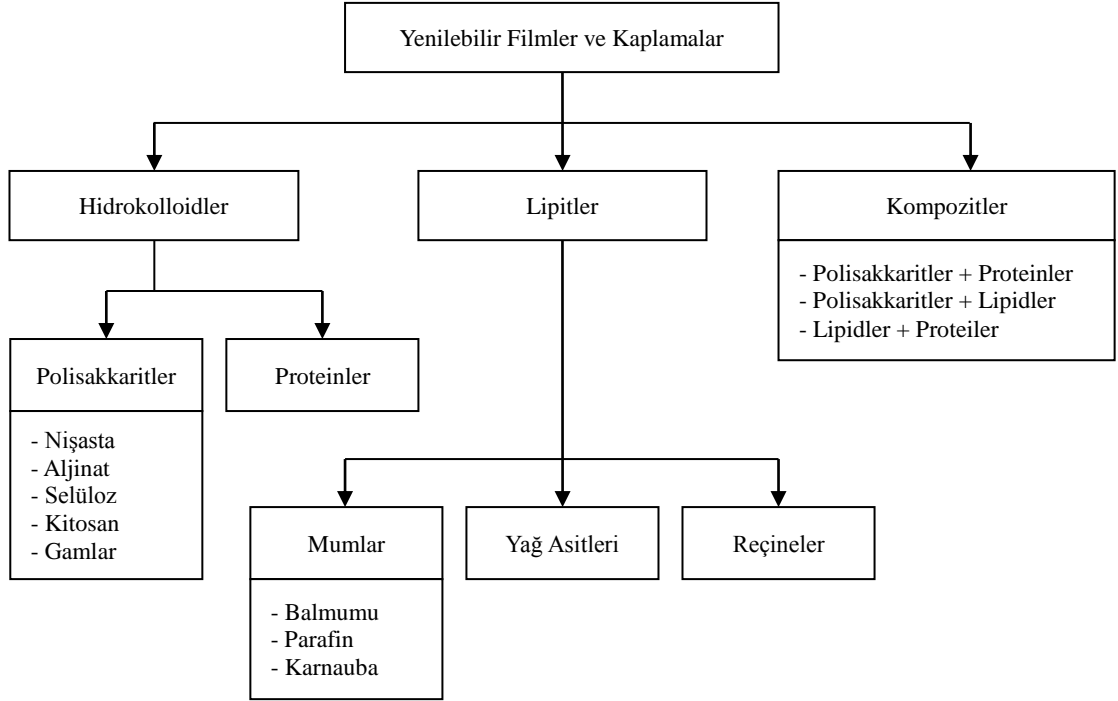 Yenilebilir Filmler ve Kaplamalar
Hidrokolloidler
Lipitler
Kompozitler
- Polisakkaritler + Proteinler
- Polisakkaritler + Lipidler
- Lipidler + Proteiler
Polisakkaritler
Proteinler
- Nişasta
- Aljinat
- Selüloz
- Kitosan
- Gamlar
Mumlar
Yağ Asitleri
Reçineler
- Balmumu
- Parafin
- Karnauba